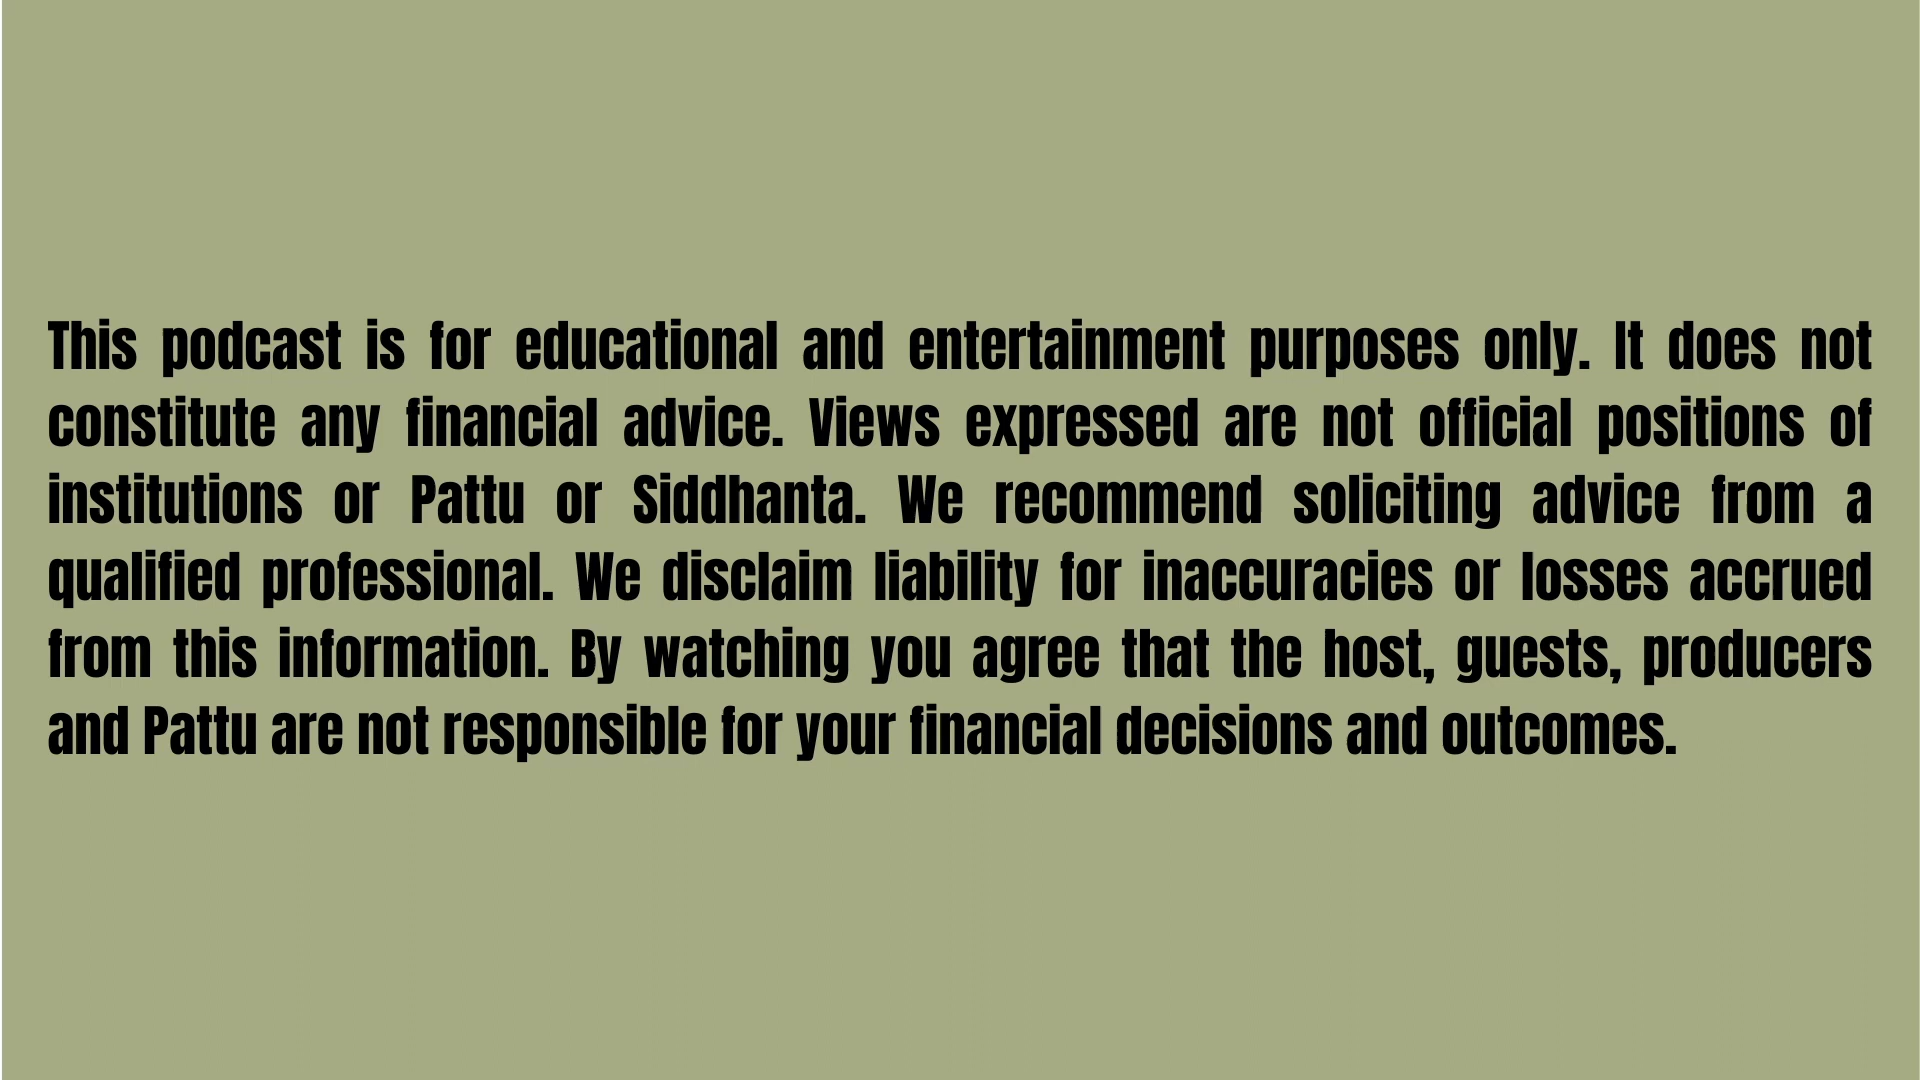 This podcast is for educational and entertainment purposes only. It does not
constitute any financial advice. Views expressed are not official positions of
institutions or Pattu or Siddhanta. We recommend soliciting advice from a
qualified professional. We disclaim liability for inaccuracies or losses accrued
from this information. By watching you agree that the host, guests, producers
and Pattu are not responsible for your financial decisions and outcomes.